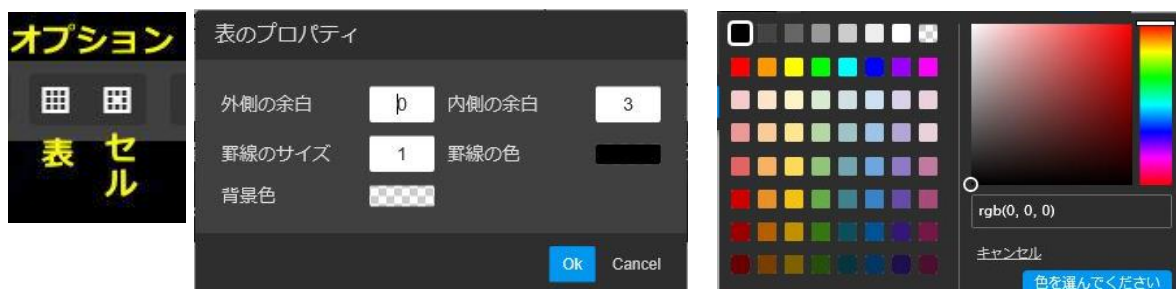 オプション
表
セル
表のプロパティ
外側の余白 0 内側の余白 3
罫線のサイズ 1 罫線の色
背景色
Ok Cancel
rgb(0, 0, 0)
キャンセル
色を選んでください